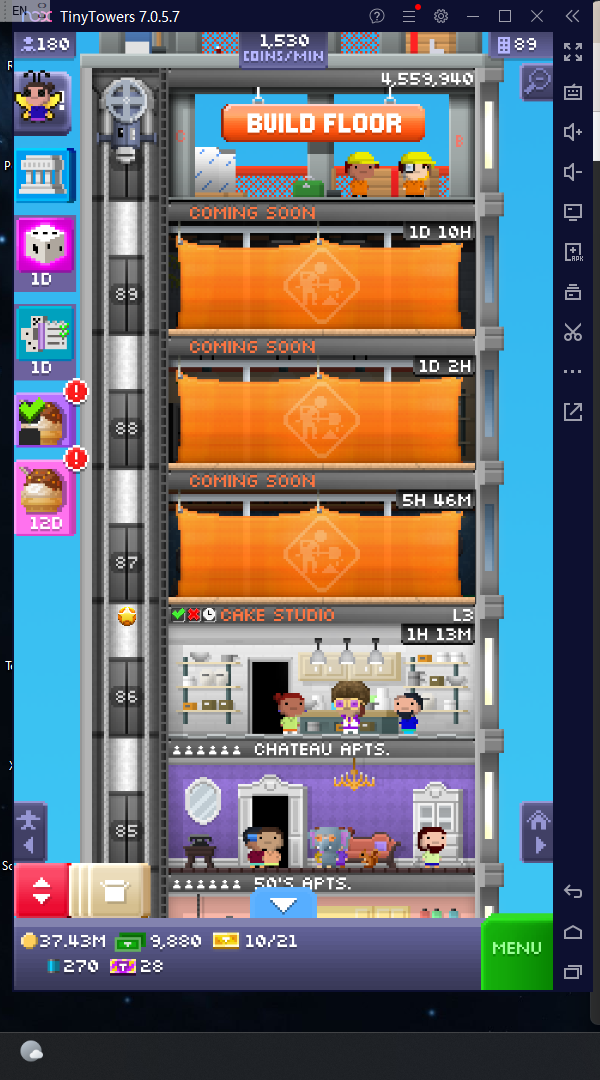 EN
nox TinyTowers 7.0.5.7
180
1,530
COINS/MIN
89
4,559,940
BUILD FLOOR
C
B
COMING SOON
1D 10H
1D
89
COMING SOON
1D 2H
1D
88
COMING SOON
5H 46M
12D
87
CAKE STUDIO L3
1H 13M
86
CHATEAU APTS.
85
50'S APTS.
37.43M 9,880 10/21
270 28
MENU
APK